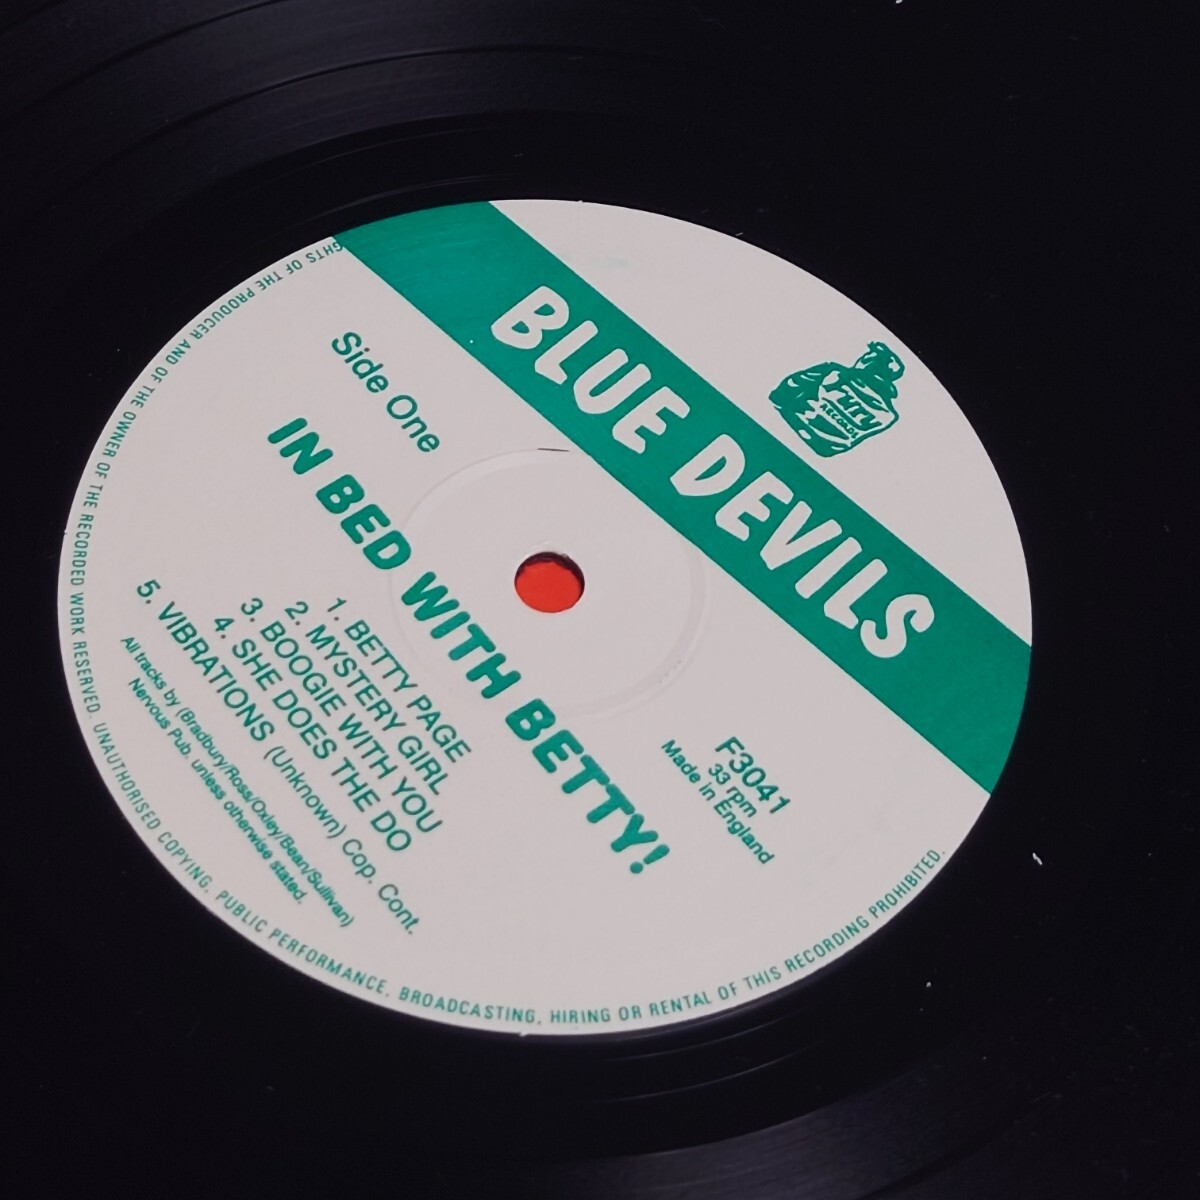 BLUE DEVILS
Fury
RECORDS
Side One
IN BED WITH BETTY!
F3041
33 rpm
Made in England
1. BETTY PAGE
2. MYSTERY GIRL
3. BOOGIE WITH YOU
4. SHE DOES THE DO
5. VIBRATIONS (Unknown) Cop. Cont.
All tracks by (Bradbury/Ross/Oxley/Bean/Sullivan)
Nervous Pub. unless otherwise stated.
GHTS OF THE PRODUCER AND OF THE OWNER OF THE RECORDED WORK RESERVED. UNAUTHORISED COPYING, PUBLIC PERFORMANCE, BROADCASTING, HIRING OR RENTAL OF THIS RECORDING PROHIBITED.